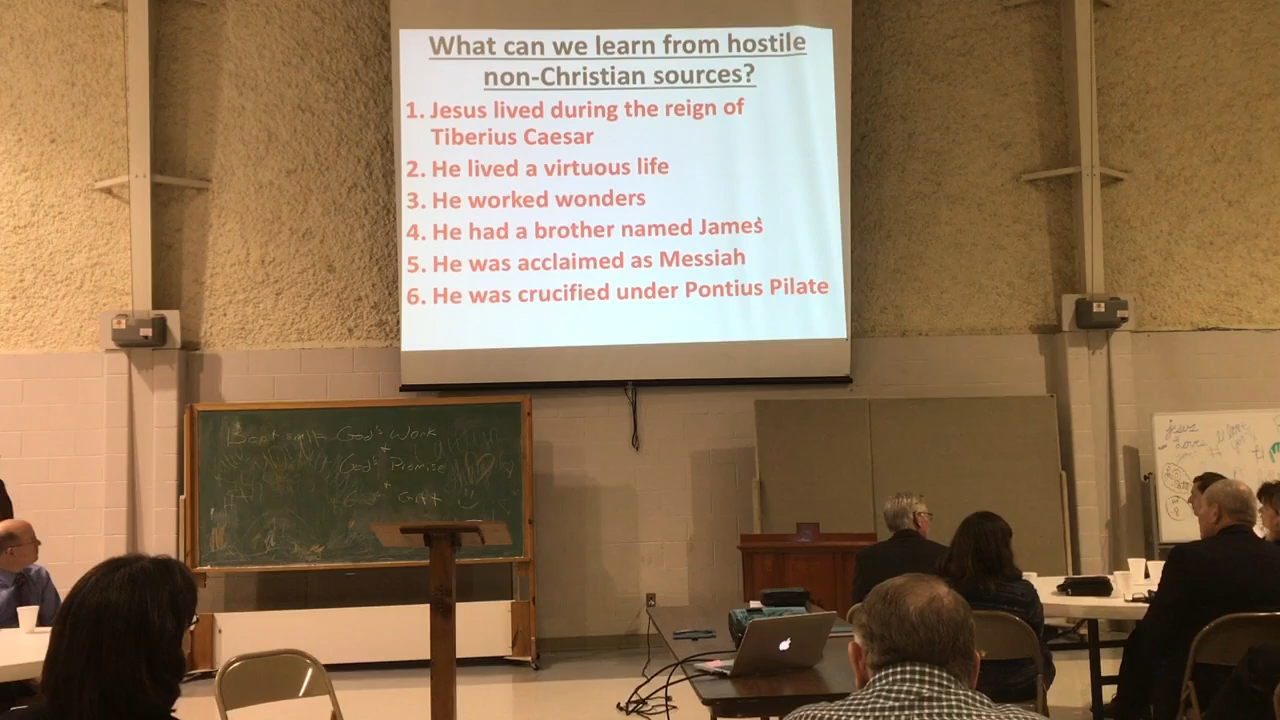 What can we learn from hostile
non-Christian sources?
1. Jesus lived during the reign of
Tiberius Caesar
2. He lived a virtuous life
3. He worked wonders
4. He had a brother named James
5. He was acclaimed as Messiah
6. He was crucified under Pontius Pilate
God's Work
+
God's Promise
+
Jesus